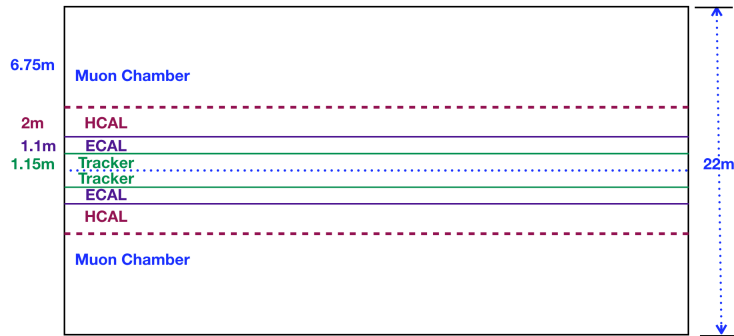 6.75m
Muon Chamber
2m
HCAL
1.1m
ECAL
1.15m
Tracker
Tracker
22m
ECAL
HCAL
Muon Chamber